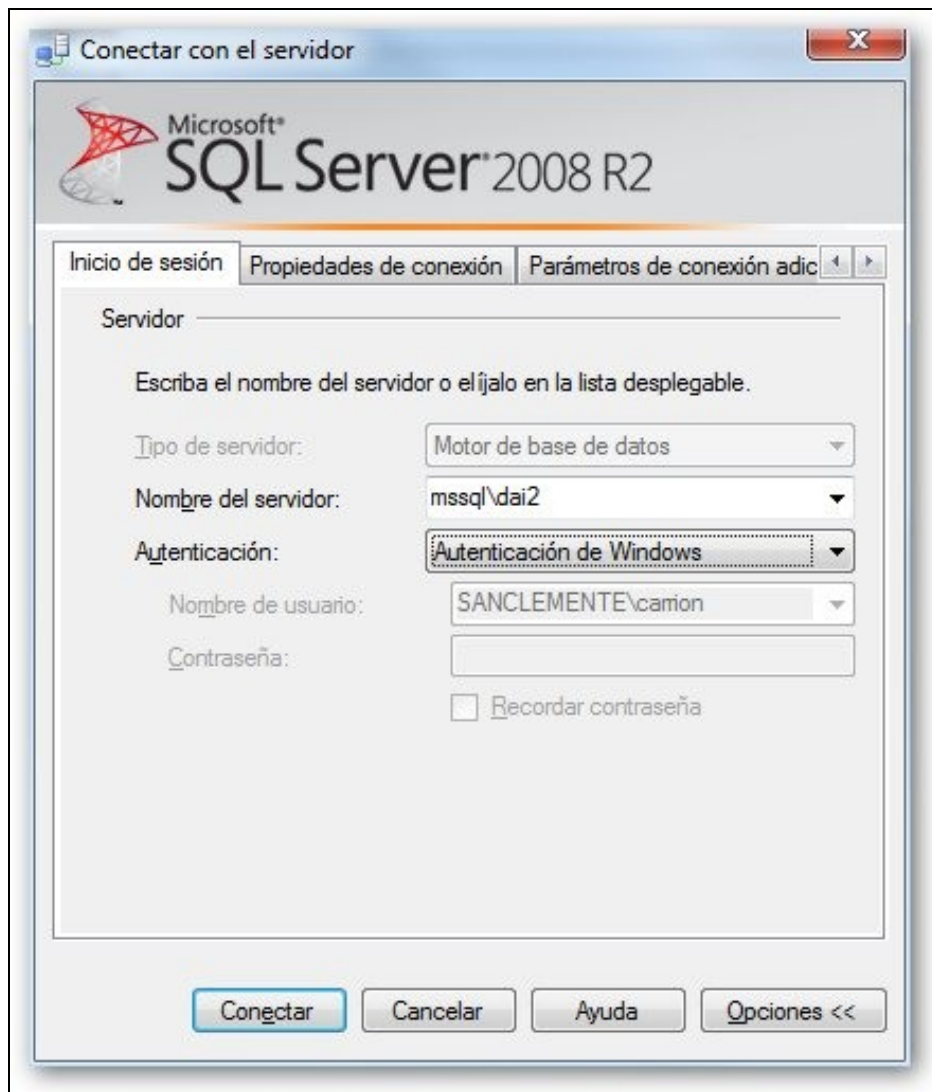 Conectar con el servidor
Microsoft®
SQL Server® 2008 R2
Inicio de sesión Propiedades de conexión Parámetros de conexión adic
Servidor
Escriba el nombre del servidor o elíjalo en la lista desplegable.
Tipo de servidor: Motor de base de datos
Nombre del servidor: mssql\dai2
Autenticación: Autenticación de Windows
Nombre de usuario: SANCLEMENTE\carrion
Contraseña:
Recordar contraseña
Conectar Cancelar Ayuda Opciones <<